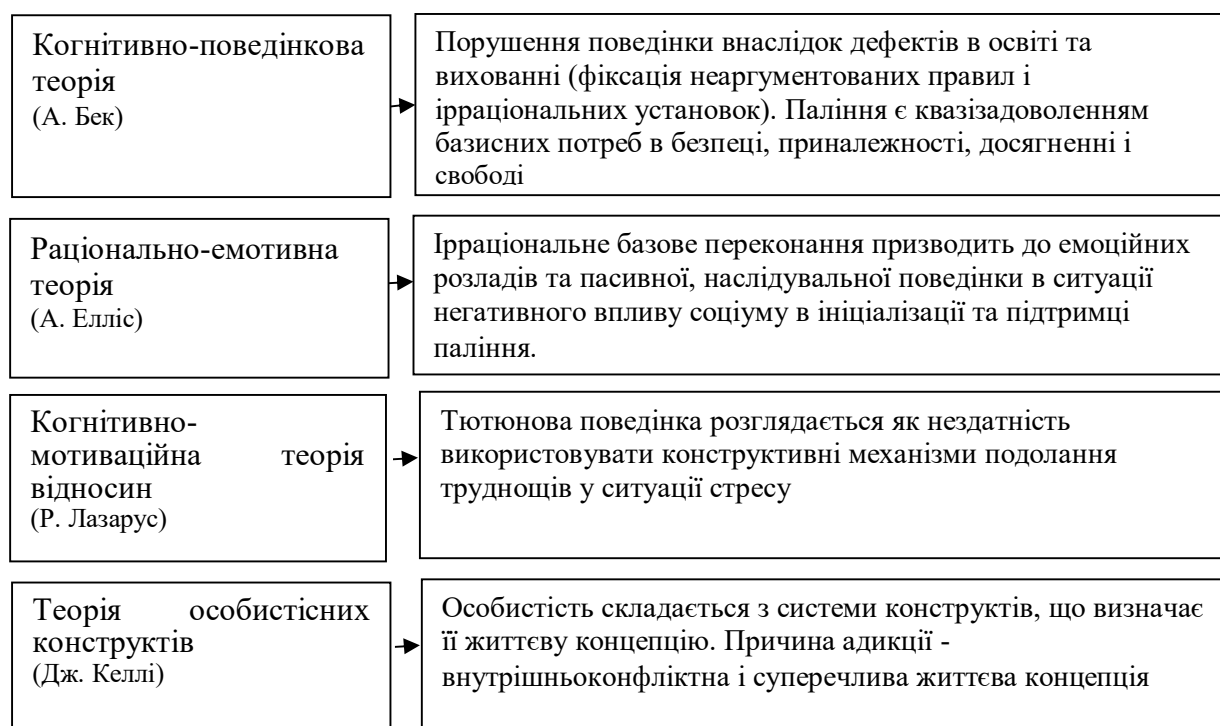 Когнітивно-поведінкова
теорія
(А. Бек)
Порушення поведінки внаслідок дефектів в освіті та
вихованні (фіксація неаргументованих правил і
ірраціональних установок). Паління є квазізадоволенням
базисних потреб в безпеці, приналежності, досягненні і
свободі
Раціонально-емотивна
теорія
(А. Елліс)
Ірраціональне базове переконання призводить до емоційних
розладів та пасивної, наслідувальної поведінки в ситуації
негативного впливу соціуму в ініціалізації та підтримці
паління.
Когнітивно-
мотиваційна теорія
відносин
(Р. Лазарус)
Тютюнова поведінка розглядається як нездатність
використовувати конструктивні механізми подолання
труднощів у ситуації стресу
Теорія особистісних
конструктів
(Дж. Келлі)
Особистість складається з системи конструктів, що визначає
її життєву концепцію. Причина адикції -
внутрішньоконфліктна і суперечлива життєва концепція